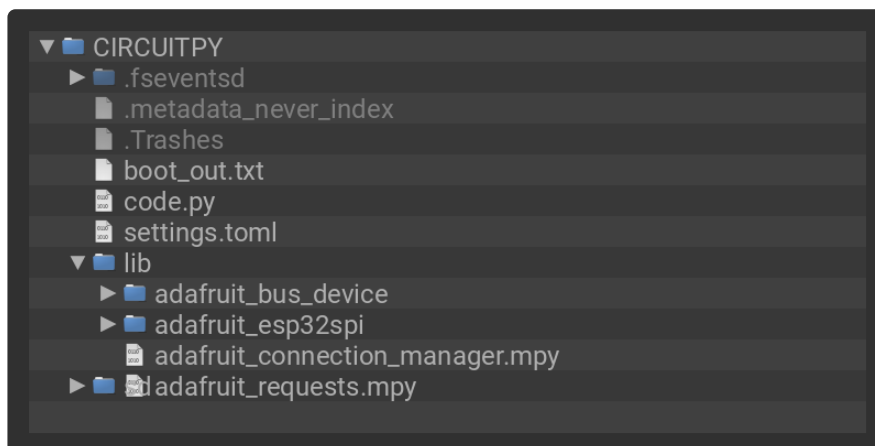 CIRCUITPY
.fseventsd
.metadata_never_index
.Trashes
boot_out.txt
code.py
settings.toml
lib
adafruit_bus_device
adafruit_esp32spi
adafruit_connection_manager.mpy
adafruit_requests.mpy